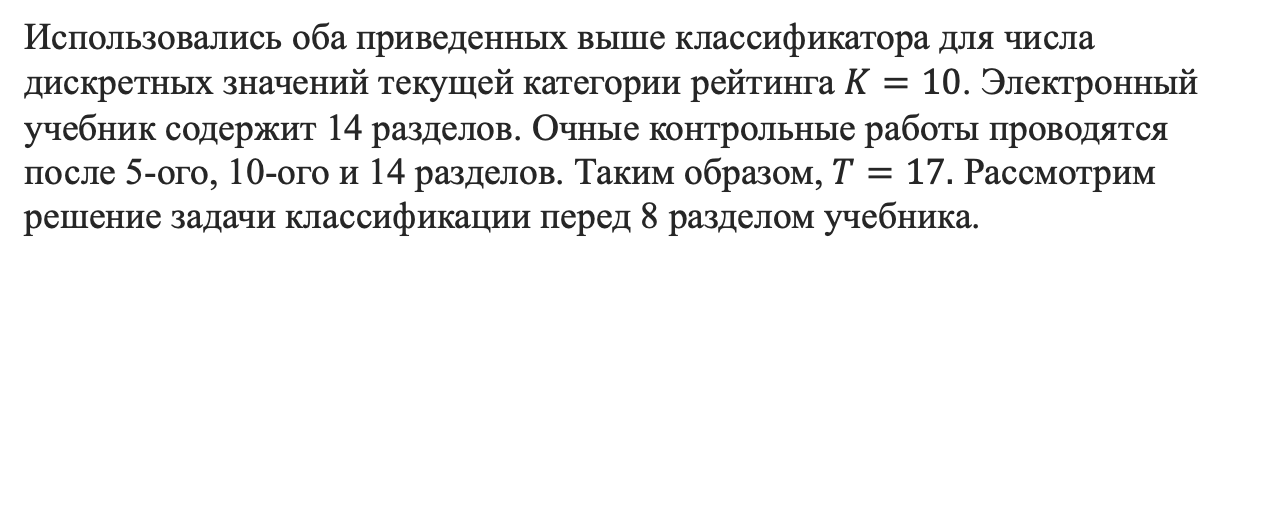 Использовались оба приведенных выше классификатора для числа
дискретных значений текущей категории рейтинга K = 10. Электронный
учебник содержит 14 разделов. Очные контрольные работы проводятся
после 5-ого, 10-ого и 14 разделов. Таким образом, T = 17. Рассмотрим
решение задачи классификации перед 8 разделом учебника.